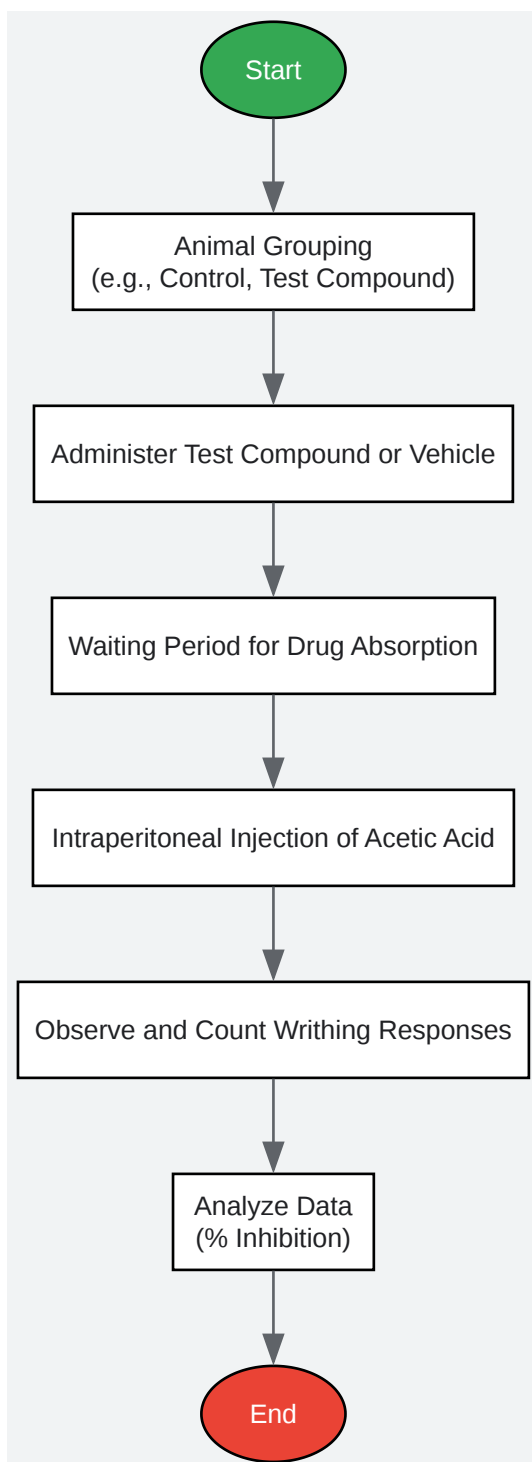 Start
Animal Grouping
(e.g., Control, Test Compound)
Administer Test Compound or Vehicle
Waiting Period for Drug Absorption
Intraperitoneal Injection of Acetic Acid
Observe and Count Writhing Responses
Analyze Data
(% Inhibition)
End